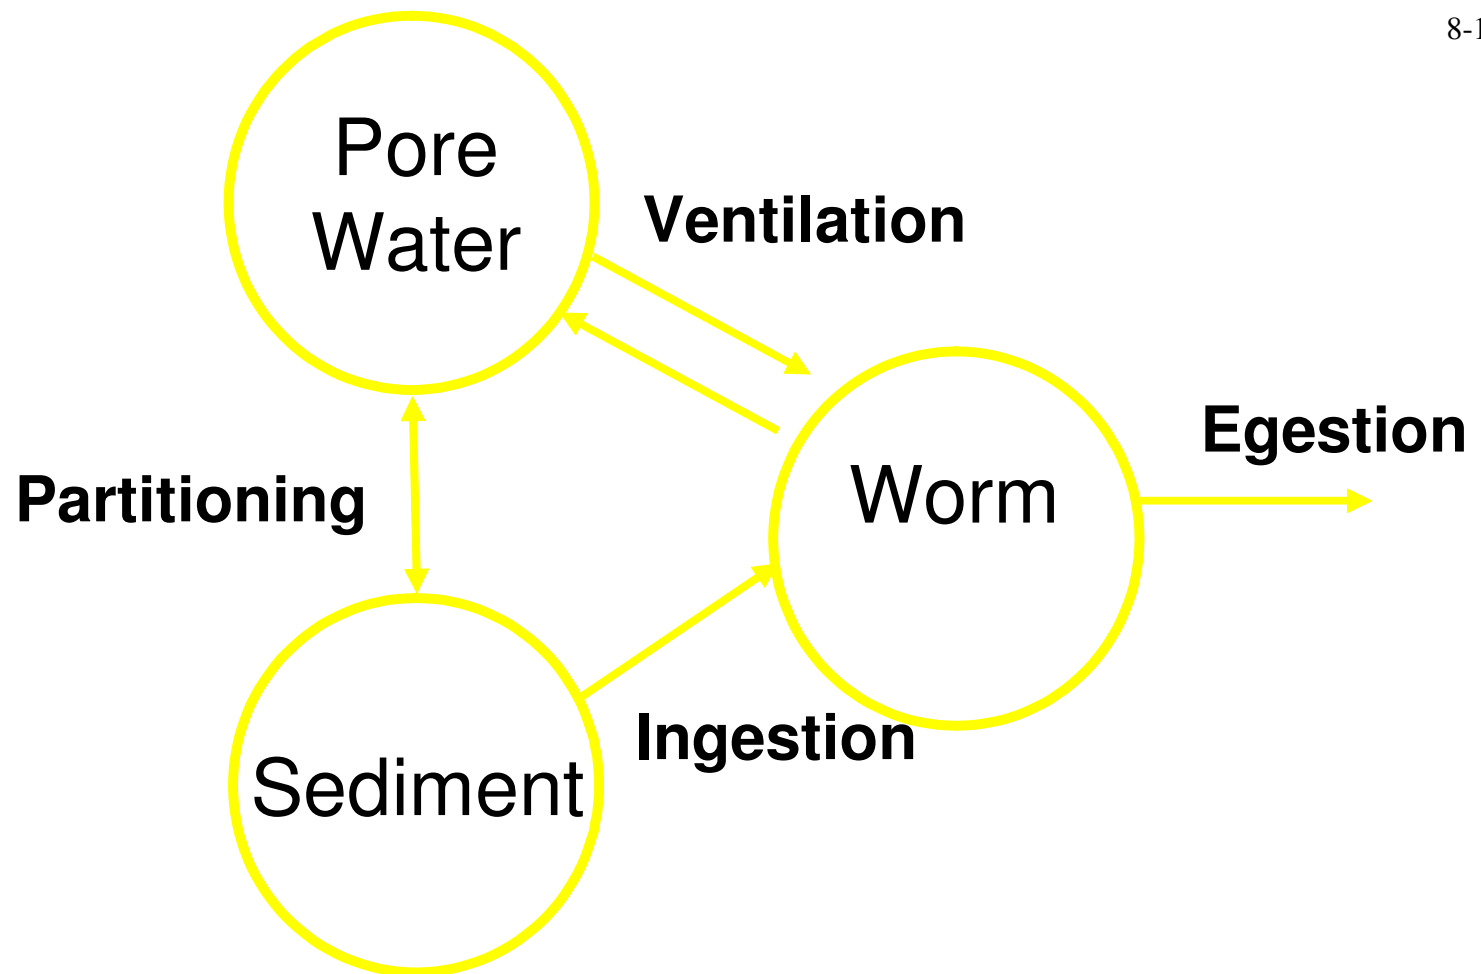 8-1
Pore
Water
Ventilation
Egestion
Worm
Partitioning
Ingestion
Sediment